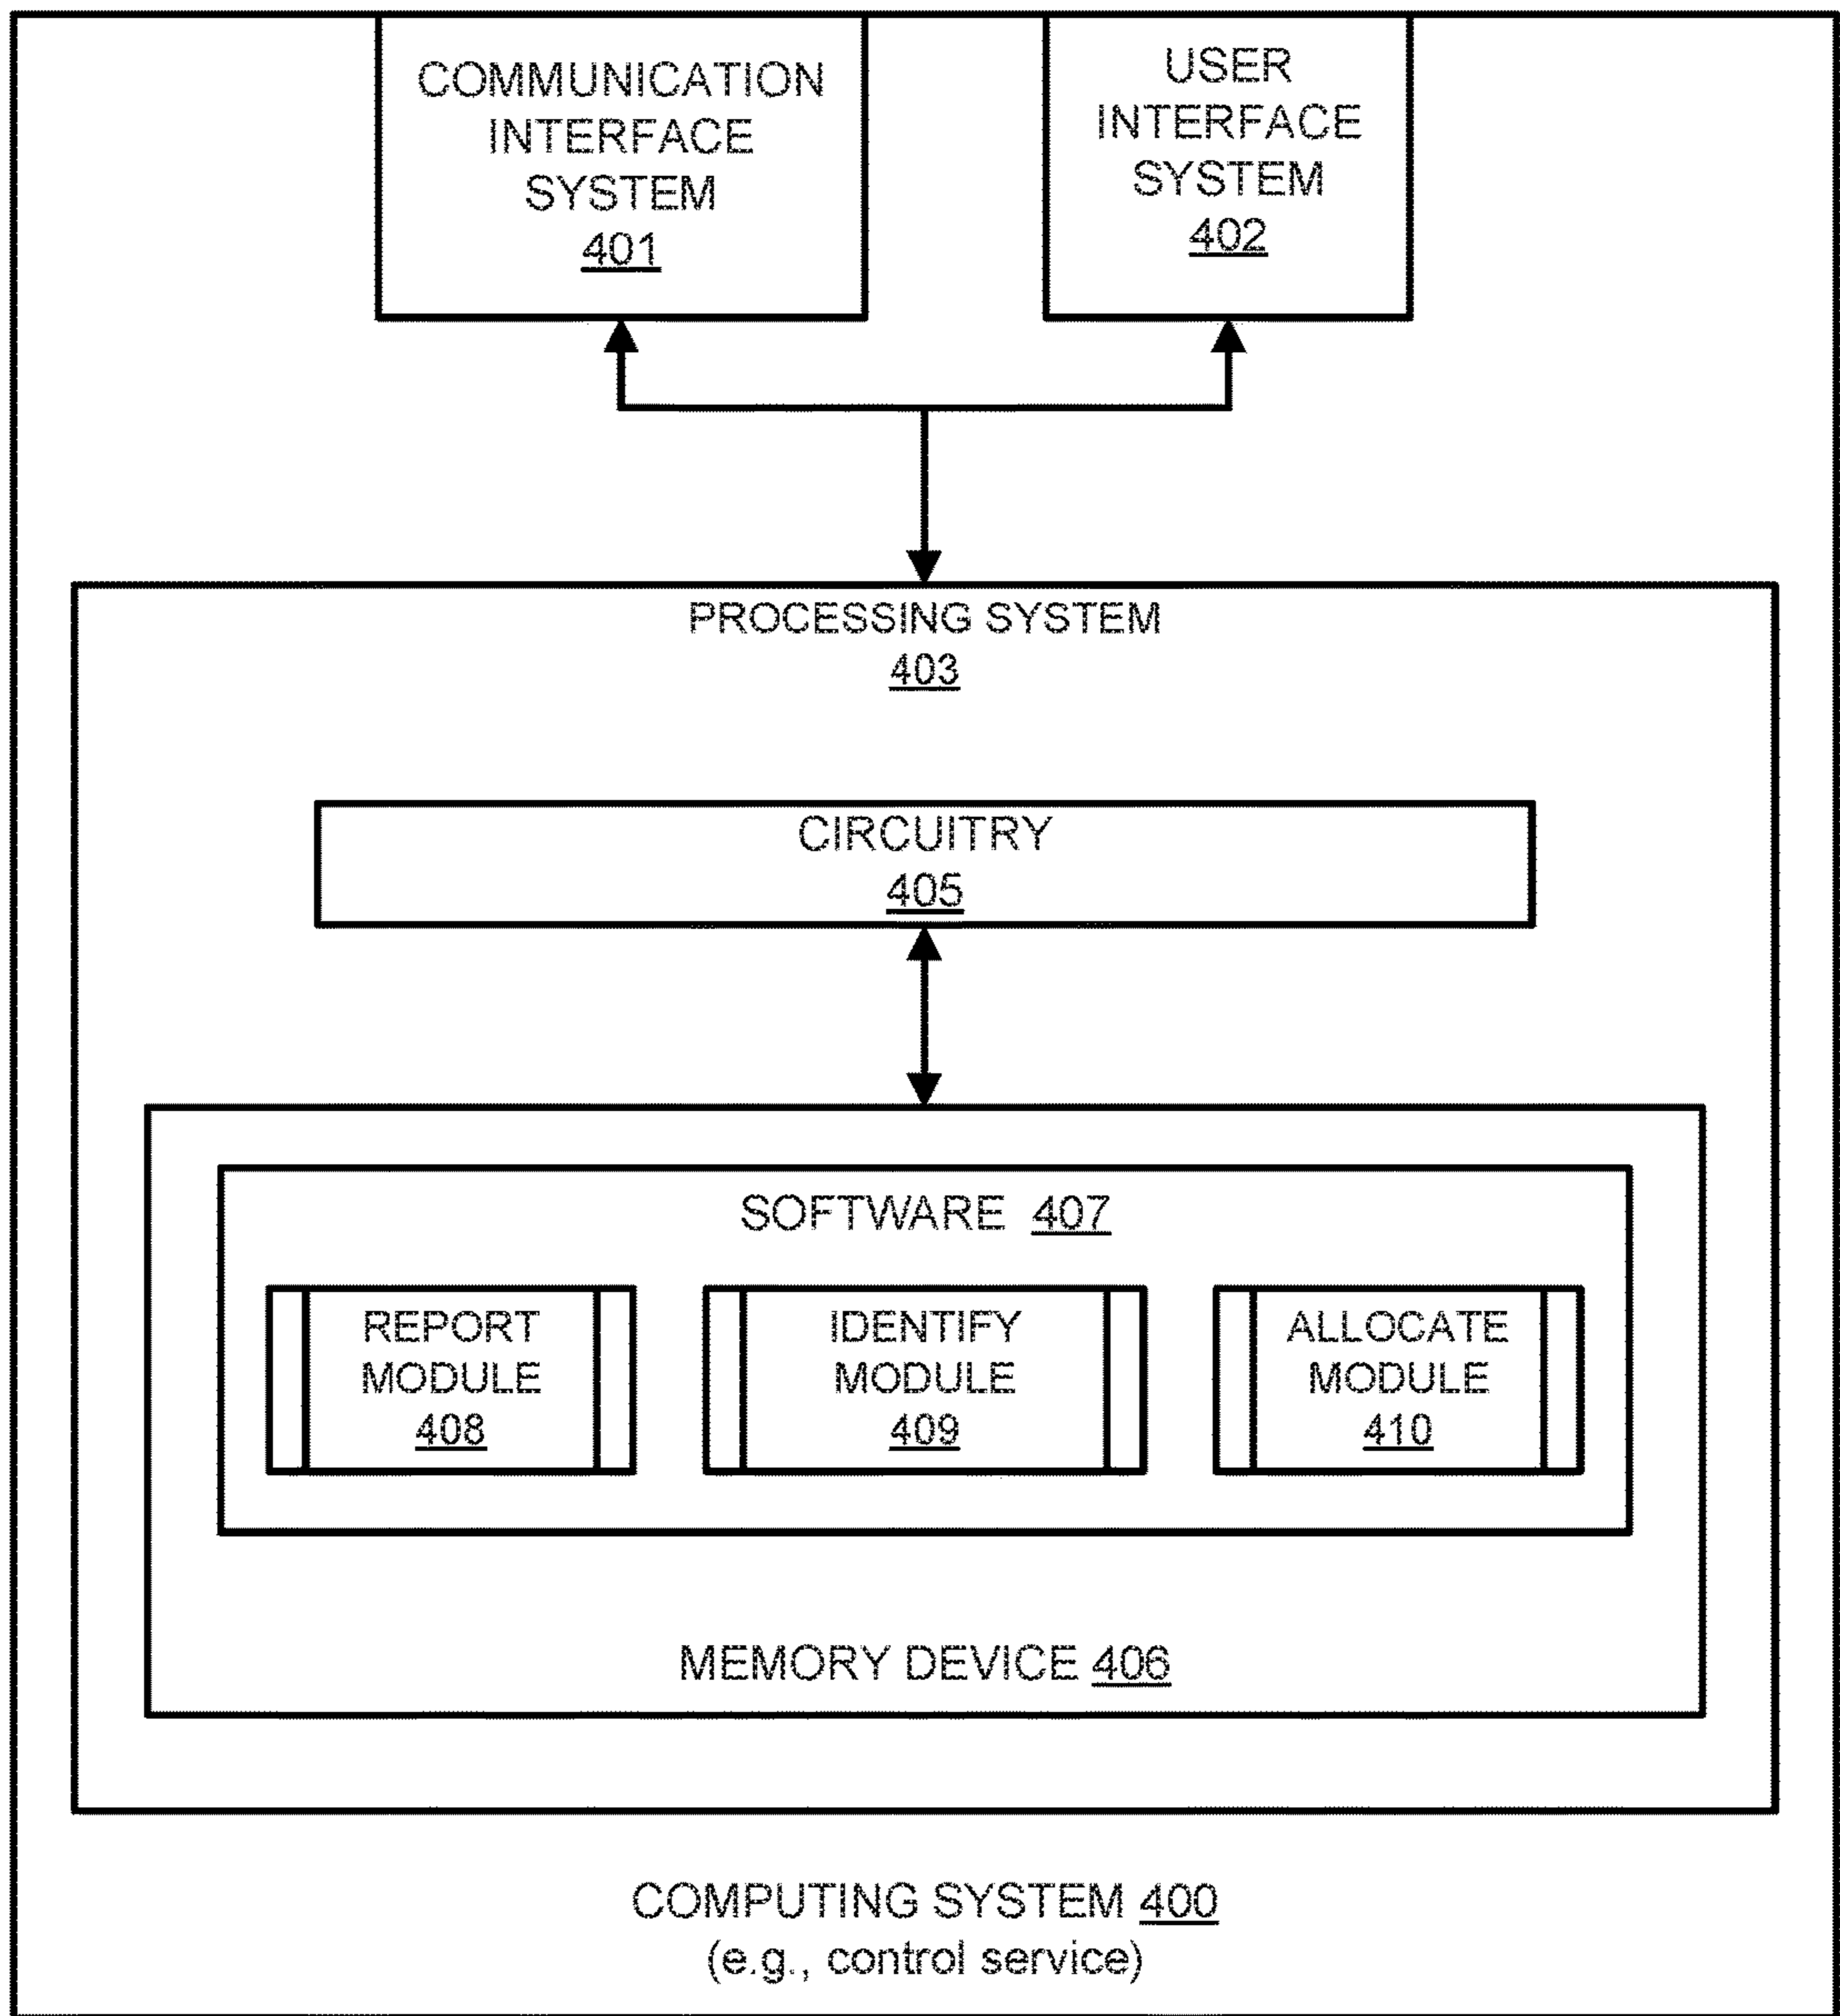 COMMUNICATION
INTERFACE
SYSTEM
401
USER
INTERFACE
SYSTEM
402
PROCESSING SYSTEM
403
CIRCUITRY
405
SOFTWARE 407
REPORT
MODULE
408
IDENTIFY
MODULE
409
ALLOCATE
MODULE
410
MEMORY DEVICE 406
COMPUTING SYSTEM 400
(e.g., control service)